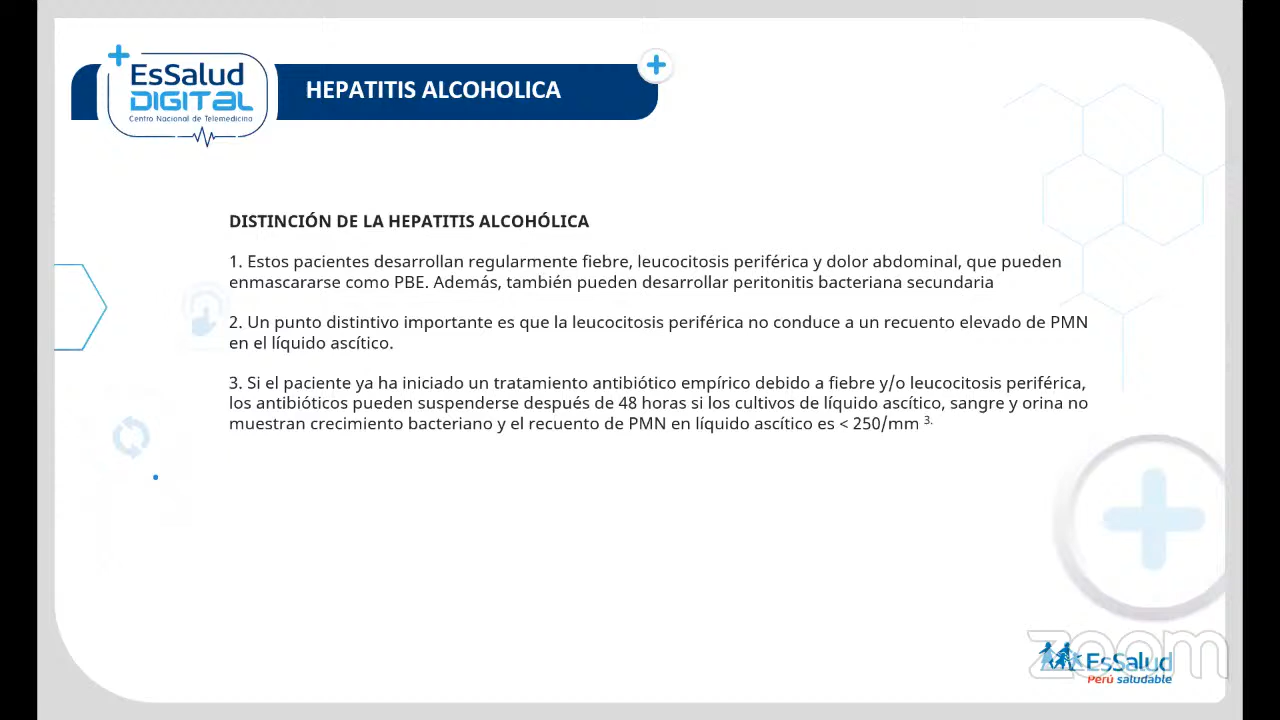 EsSalud
DIGITAL
Centro Nacional de Telemedicina
HEPATITIS ALCOHOLICA
DISTINCIÓN DE LA HEPATITIS ALCOHÓLICA
1. Estos pacientes desarrollan regularmente fiebre, leucocitosis periférica y dolor abdominal, que pueden
enmascararse como PBE. Además, también pueden desarrollar peritonitis bacteriana secundaria
2. Un punto distintivo importante es que la leucocitosis periférica no conduce a un recuento elevado de PMN
en el líquido ascítico.
3. Si el paciente ya ha iniciado un tratamiento antibiótico empírico debido a fiebre y/o leucocitosis periférica,
los antibióticos pueden suspenderse después de 48 horas si los cultivos de líquido ascítico, sangre y orina no
muestran crecimiento bacteriano y el recuento de PMN en líquido ascítico es < 250/mm 3.
zoom
EsSalud
Perú saludable